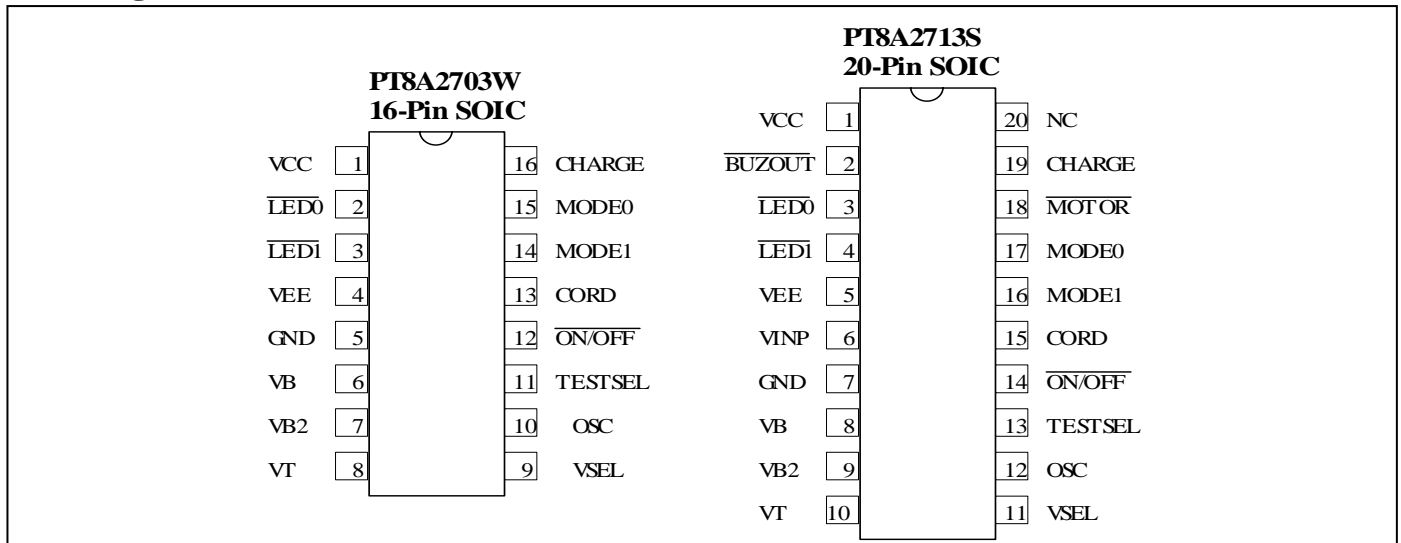 PT8A2703W
16-Pin SOIC
VCC 1 16 CHARGE
LED0 2 15 MODE0
LED1 3 14 MODE1
VEE 4 13 CORD
GND 5 12 ON/OFF
VB 6 11 TESTSEL
VB2 7 10 OSC
VT 8 9 VSEL
PT8A2713S
20-Pin SOIC
VCC 1 20 NC
BUZOUT 2 19 CHARGE
LED0 3 18 MOTOR
LED1 4 17 MODE0
VEE 5 16 MODE1
VINP 6 15 CORD
GND 7 14 ON/OFF
VB 8 13 TESTSEL
VB2 9 12 OSC
VT 10 11 VSEL